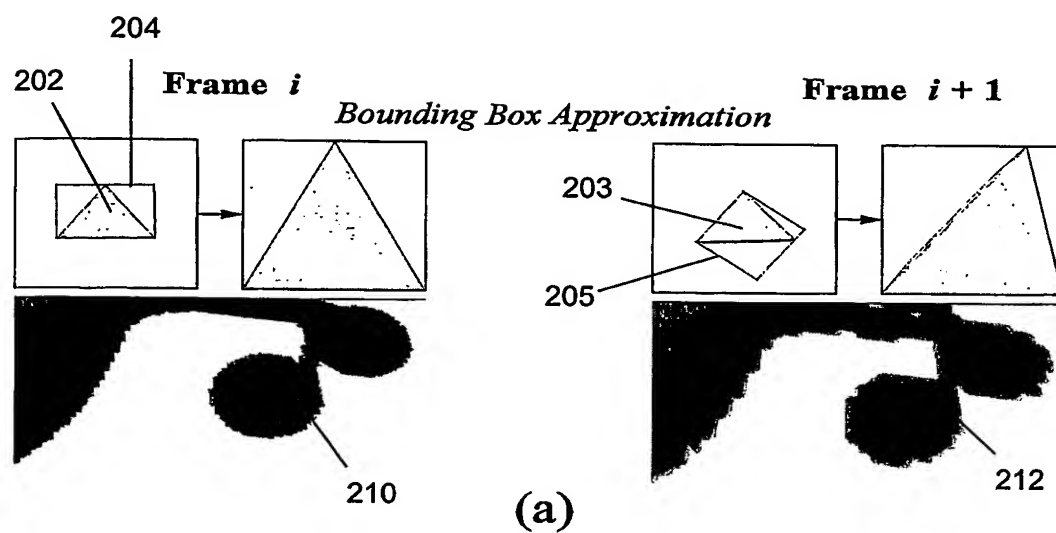 204
202
Frame i
Bounding Box Approximation
Frame i + 1
203
205
210
212
(a)